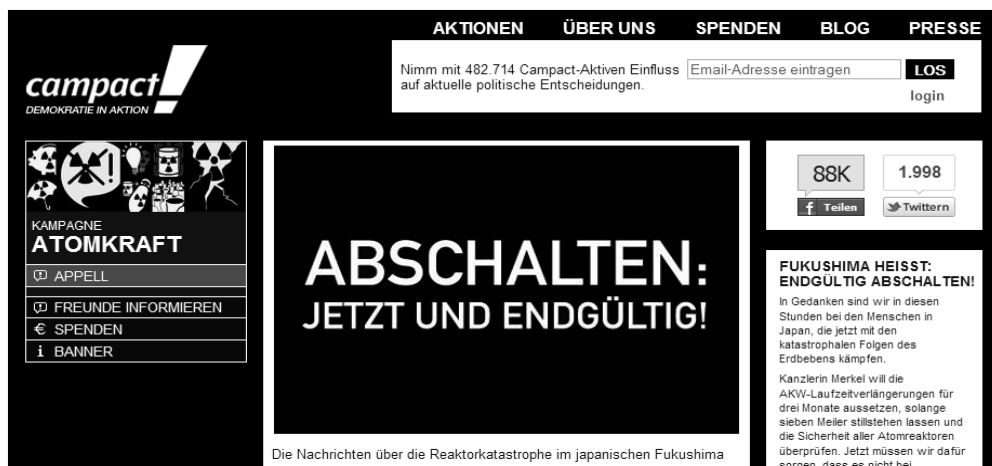 AKTIONEN ÜBER UNS SPENDEN BLOG PRESSE
campact!
DEMOKRATIE IN AKTION
Nimm mit 482.714 Campact-Aktiven Einfluss
auf aktuelle politische Entscheidungen.
Email-Adresse eintragen LOS
login
KAMPAGNE
ATOMKRAFT
APPELL
FREUNDE INFORMIEREN
€ SPENDEN
i BANNER
ABSCHALTEN:
JETZT UND ENDGÜLTIG!
Die Nachrichten über die Reaktorkatastrophe im japanischen Fukushima
88K 1.998
f Teilen Twittern
FUKUSHIMA HEISST:
ENDGÜLTIG ABSCHALTEN!
In Gedanken sind wir in diesen
Stunden bei den Menschen in
Japan, die jetzt mit den
katastrophalen Folgen des
Erdbebens kämpfen.
Kanzlerin Merkel will die
AKW-Laufzeitverlängerungen für
drei Monate aussetzen, solange
sieben Meiler stillstehen lassen und
die Sicherheit aller Atomreaktoren
überprüfen. Jetzt müssen wir dafür
sorgen, dass es nicht bei